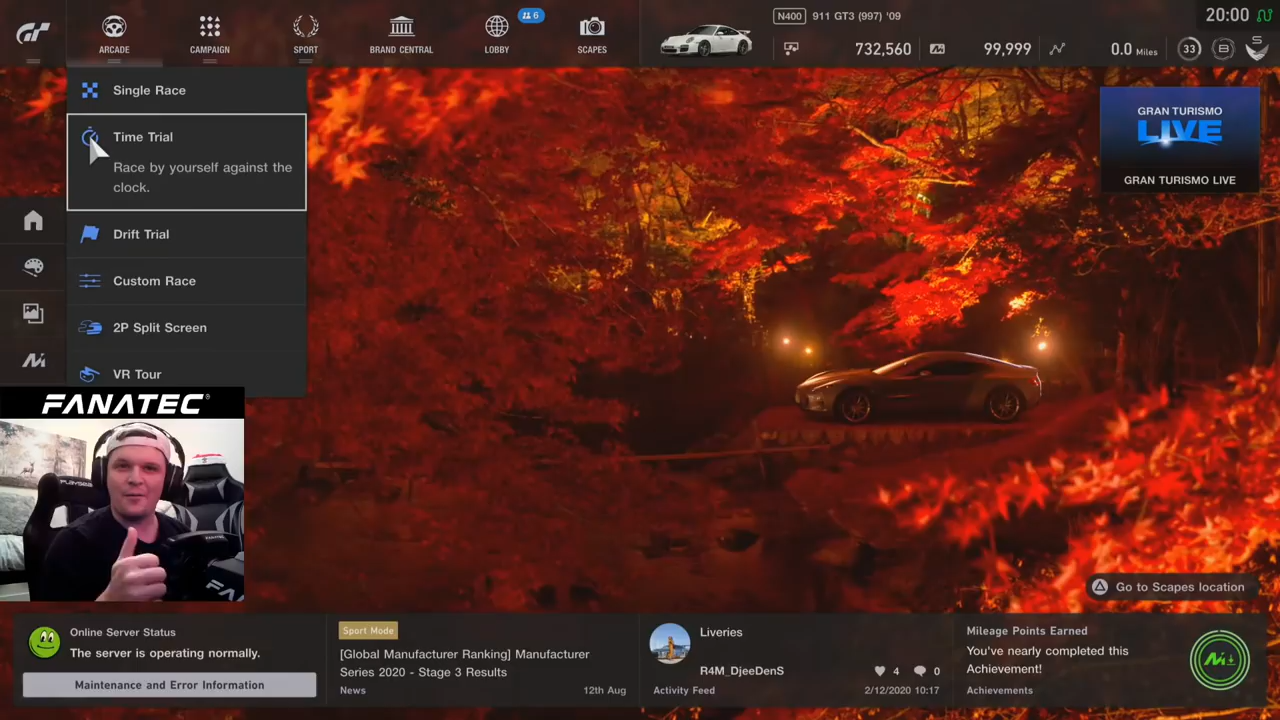 ARCADE
CAMPAIGN
SPORT
BRAND CENTRAL
LOBBY
6
SCAPES
N400 911 GT3 (997) '09
732,560
99,999
0.0 Miles
33
B
S
20:00
Single Race
Time Trial
Race by yourself against the
clock.
Drift Trial
Custom Race
2P Split Screen
VR Tour
GRAN TURISMO
LIVE
GRAN TURISMO LIVE
FANATEC®
Go to Scapes location
Online Server Status
The server is operating normally.
Maintenance and Error Information
Sport Mode
[Global Manufacturer Ranking] Manufacturer
Series 2020 - Stage 3 Results
News
12th Aug
Liveries
R4M_DjeeDenS
4
0
Activity Feed
2/12/2020 10:17
Mileage Points Earned
You've nearly completed this
Achievement!
Achievements